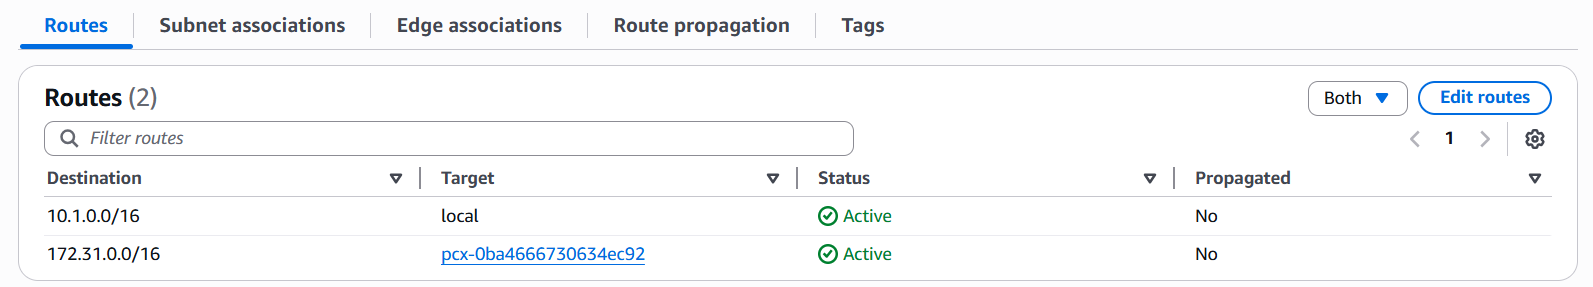 Routes Subnet associations Edge associations Route propagation Tags
Routes (2) Both Edit routes
Filter routes 1
Destination Target Status Propagated
10.1.0.0/16 local Active No
172.31.0.0/16 pcx-0ba4666730634ec92 Active No